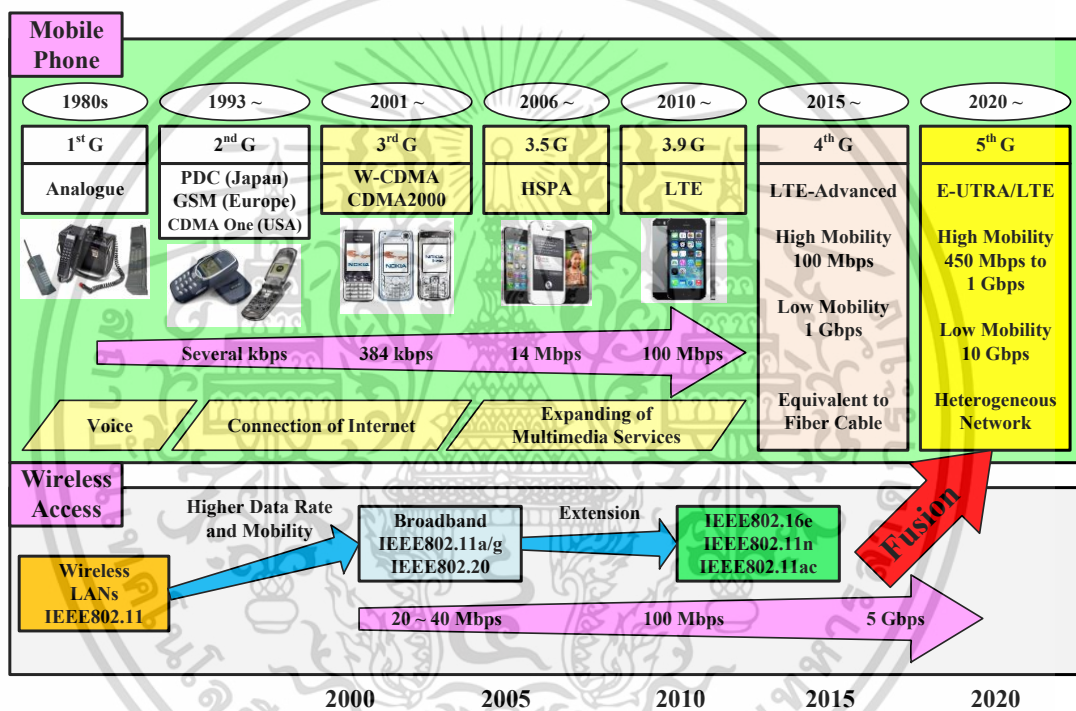 Mobile
Phone
1980s
1993 ~
2001 ~
2006 ~
2010 ~
2015~
2020 ~
1st G
Analogue
2nd G
PDC (Japan)
GSM (Europe)
CDMA One (USA)
3rd G
W-CDMA
CDMA2000
3.5 G
HSPA
3.9 G
LTE
4th G
LTE-Advanced
High Mobility
100 Mbps
Low Mobility
1 Gbps
Equivalent to
Fiber Cable
5th G
E-UTRA/LTE
High Mobility
450 Mbps to
1 Gbps
Low Mobility
10 Gbps
Heterogeneous
Network
NOKIA
NOKIA
Several kbps
384 kbps
14 Mbps
100 Mbps
Voice
Connection of Internet
Expanding of
Multimedia Services
Wireless
Access
Wireless
LANs
IEEE802.11
Higher Data Rate
and Mobility
Broadband
IEEE802.11a/g
IEEE802.20
Extension
IEEE802.16e
IEEE802.11n
IEEE802.11ac
Fusion
20 ~ 40 Mbps
100 Mbps
5 Gbps
2000
2005
2010
2015
2020